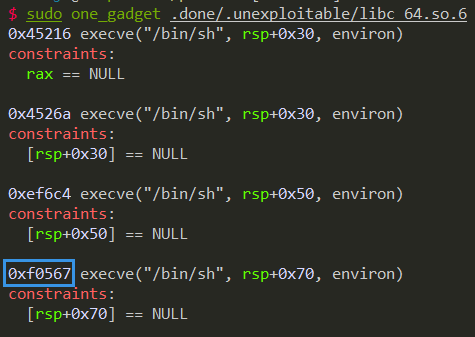 $ sudo one_gadget .done/.unexploitable/libc_64.so.6
0x45216 execve("/bin/sh", rsp+0x30, environ)
constraints:
  rax == NULL

0x4526a execve("/bin/sh", rsp+0x30, environ)
constraints:
  [rsp+0x30] == NULL

0xef6c4 execve("/bin/sh", rsp+0x50, environ)
constraints:
  [rsp+0x50] == NULL

0xf0567 execve("/bin/sh", rsp+0x70, environ)
constraints:
  [rsp+0x70] == NULL